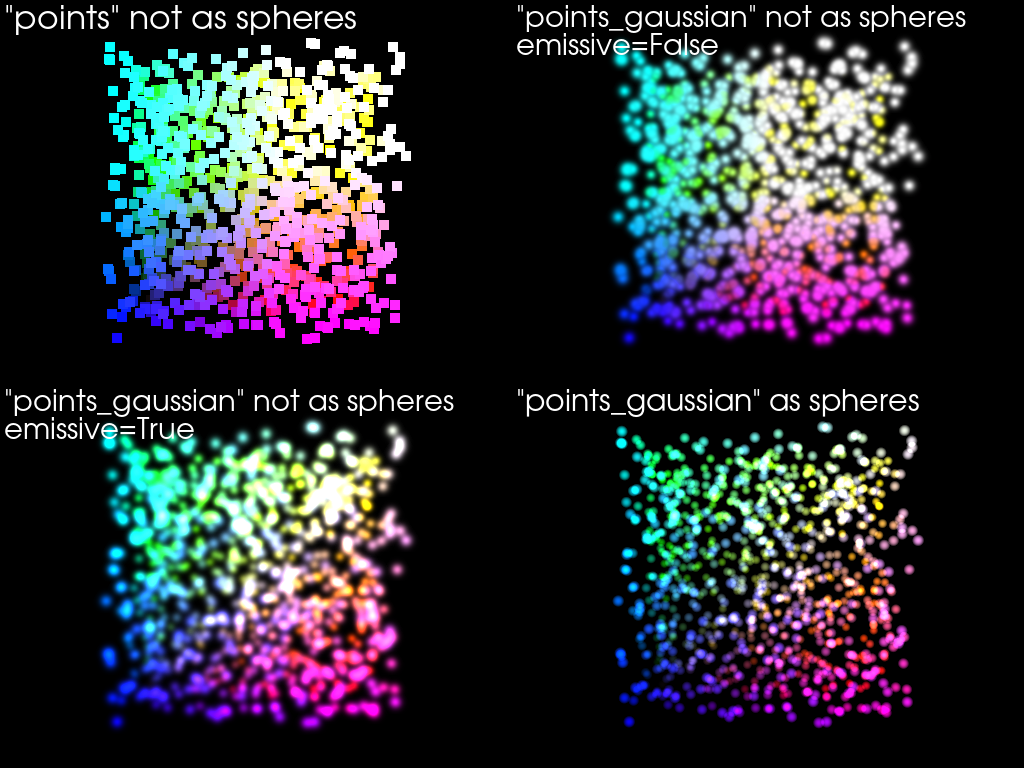 "points" not as spheres
"points_gaussian" not as spheres
emissive=False
"points_gaussian" not as spheres
emissive=True
"points_gaussian" as spheres